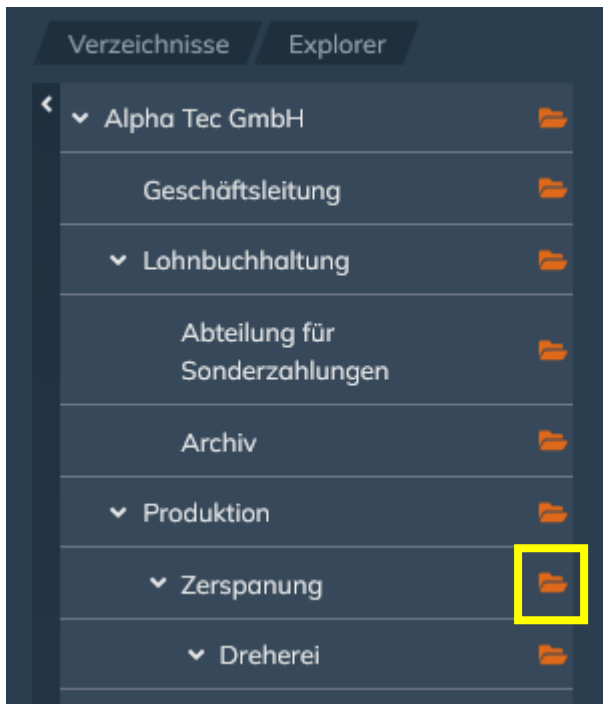 Verzeichnisse Explorer
Alpha Tec GmbH
Geschäftsleitung
Lohnbuchhaltung
Abteilung für
Sonderzahlungen
Archiv
Produktion
Zerspanung
Dreherei